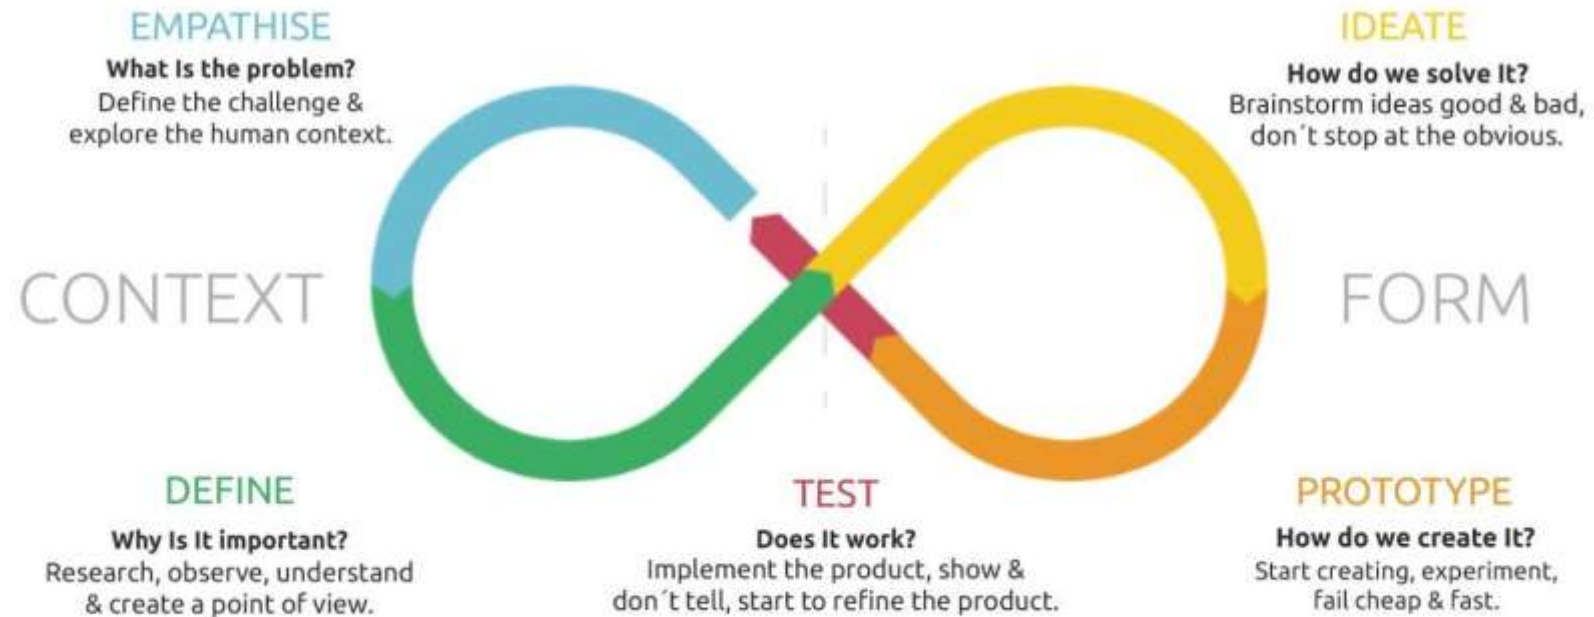 EMPATHISE
What Is the problem?
Define the challenge &
explore the human context.
IDEATE
How do we solve It?
Brainstorm ideas good & bad,
don´t stop at the obvious.
CONTEXT
FORM
DEFINE
Why Is It important?
Research, observe, understand
& create a point of view.
TEST
Does It work?
Implement the product, show &
don´t tell, start to refine the product.
PROTOTYPE
How do we create It?
Start creating, experiment,
fail cheap & fast.